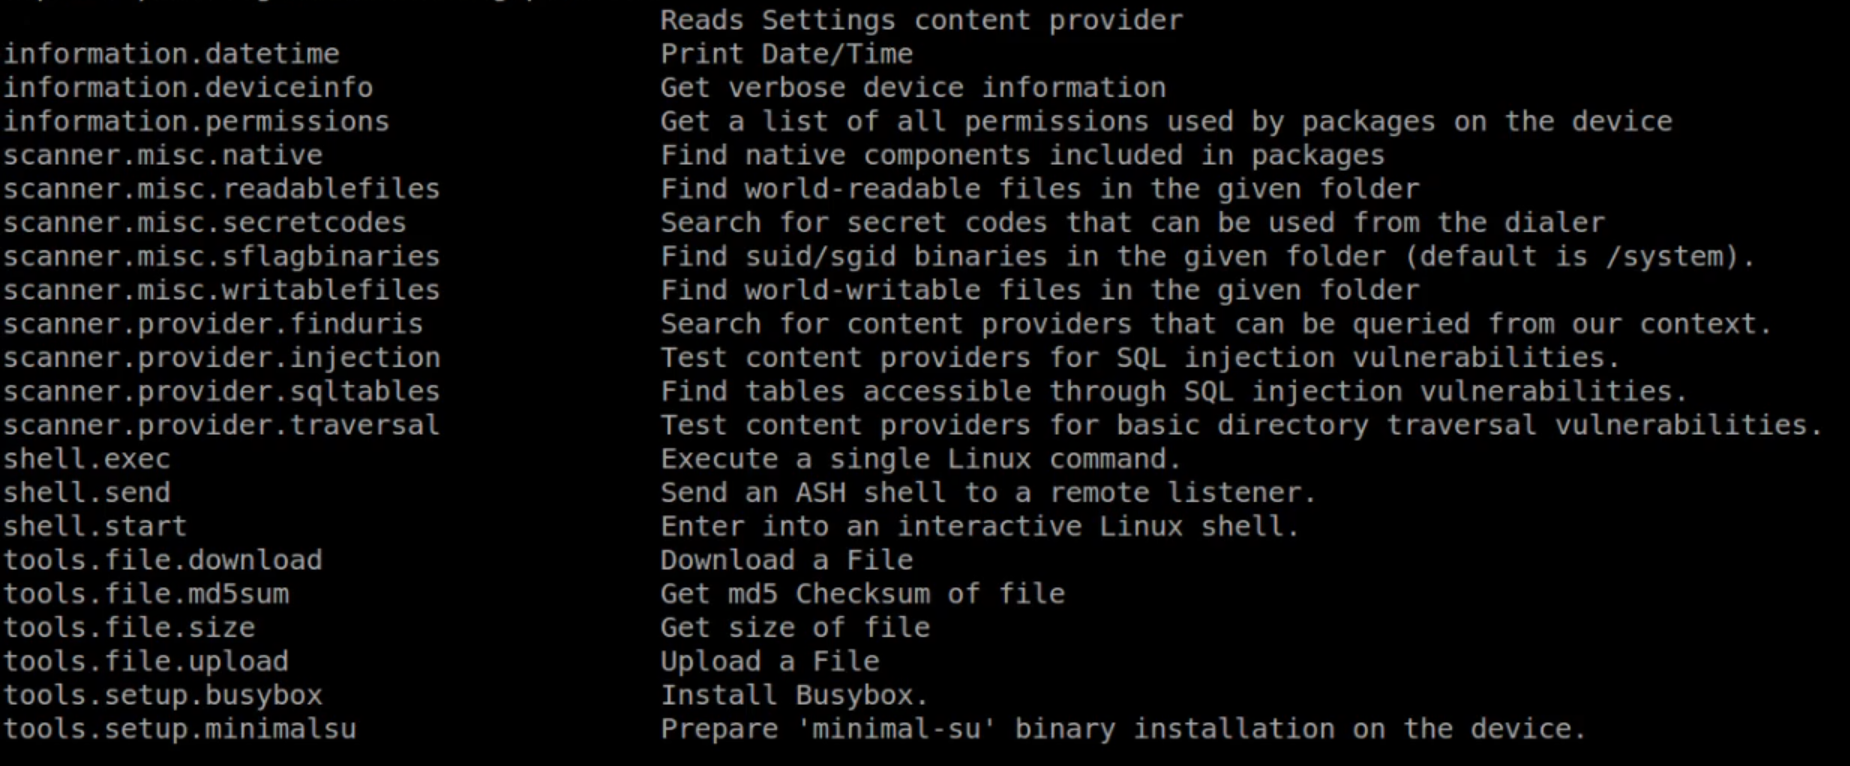 Reads Settings content provider
information.datetime Print Date/Time
information.deviceinfo Get verbose device information
information.permissions Get a list of all permissions used by packages on the device
scanner.misc.native Find native components included in packages
scanner.misc.readablefiles Find world-readable files in the given folder
scanner.misc.secretcodes Search for secret codes that can be used from the dialer
scanner.misc.sflagbinaries Find suid/sgid binaries in the given folder (default is /system).
scanner.misc.writablefiles Find world-writable files in the given folder
scanner.provider.finduris Search for content providers that can be queried from our context.
scanner.provider.injection Test content providers for SQL injection vulnerabilities.
scanner.provider.sqltables Find tables accessible through SQL injection vulnerabilities.
scanner.provider.traversal Test content providers for basic directory traversal vulnerabilities.
shell.exec Execute a single Linux command.
shell.send Send an ASH shell to a remote listener.
shell.start Enter into an interactive Linux shell.
tools.file.download Download a File
tools.file.md5sum Get md5 Checksum of file
tools.file.size Get size of file
tools.file.upload Upload a File
tools.setup.busybox Install Busybox.
tools.setup.minimalsu Prepare 'minimal-su' binary installation on the device.